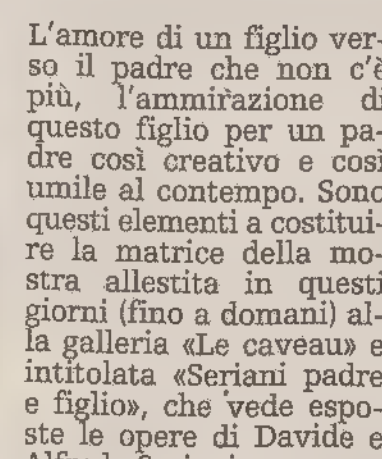 L'amore di un figlio ver-
so il padre che non c'è
più, l'ammirazione di
questo figlio per un pa-
dre così creativo e così
umile al contempo. Sono
questi elementi a costitui-
re la matrice della mo-
stra allestita in questi
giorni (fino a domani) al-
la galleria «Le caveau» e
intitolata «Seriani padre
e figlio», che vede espo-
ste le opere di Davide e